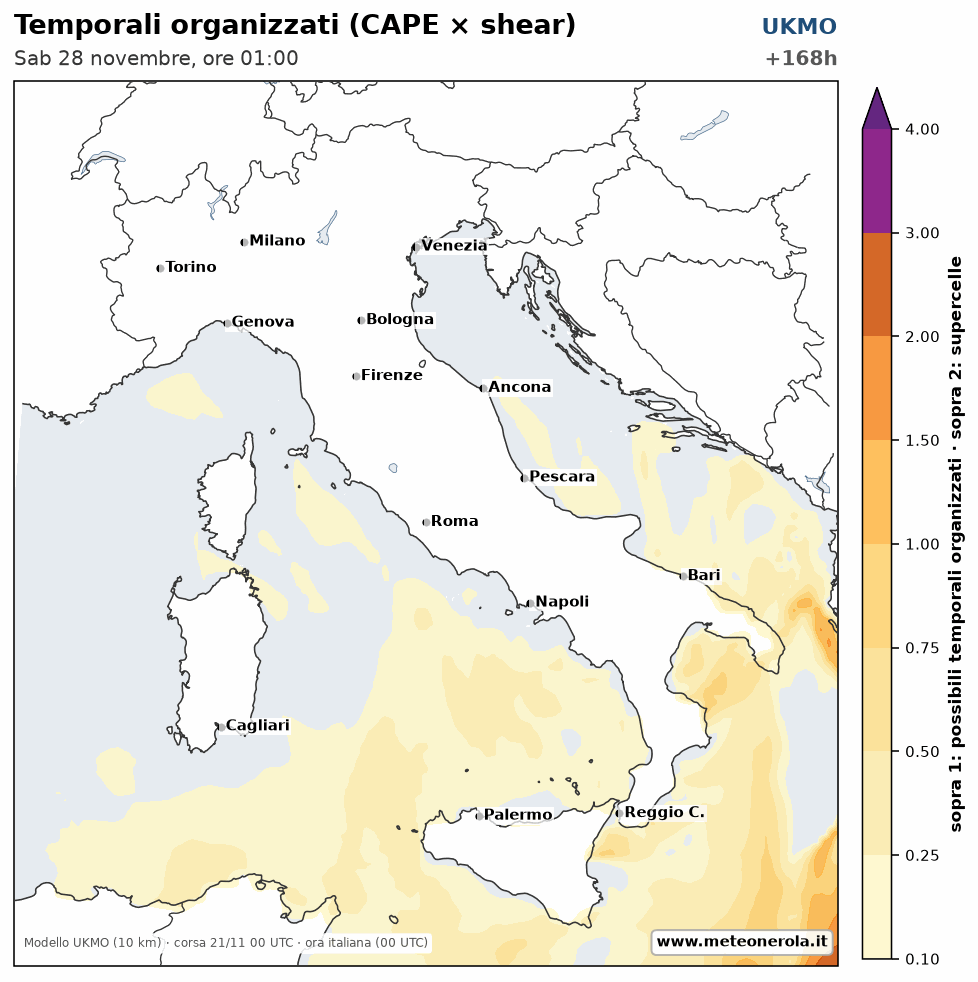 Temporali organizzati (CAPE × shear)
UKMO
Sab 28 novembre, ore 01:00
+168h
Milano
Venezia
Torino
Genova
Bologna
Firenze
Ancona
Pescara
Roma
Bari
Napoli
Cagliari
Palermo
Reggio C.
4.00
3.00
2.00
1.50
1.00
0.75
0.50
0.25
0.10
sopra 1: possibili temporali organizzati · sopra 2: supercelle
Modello UKMO (10 km) · corsa 21/11 00 UTC · ora italiana (00 UTC)
www.meteonerola.it